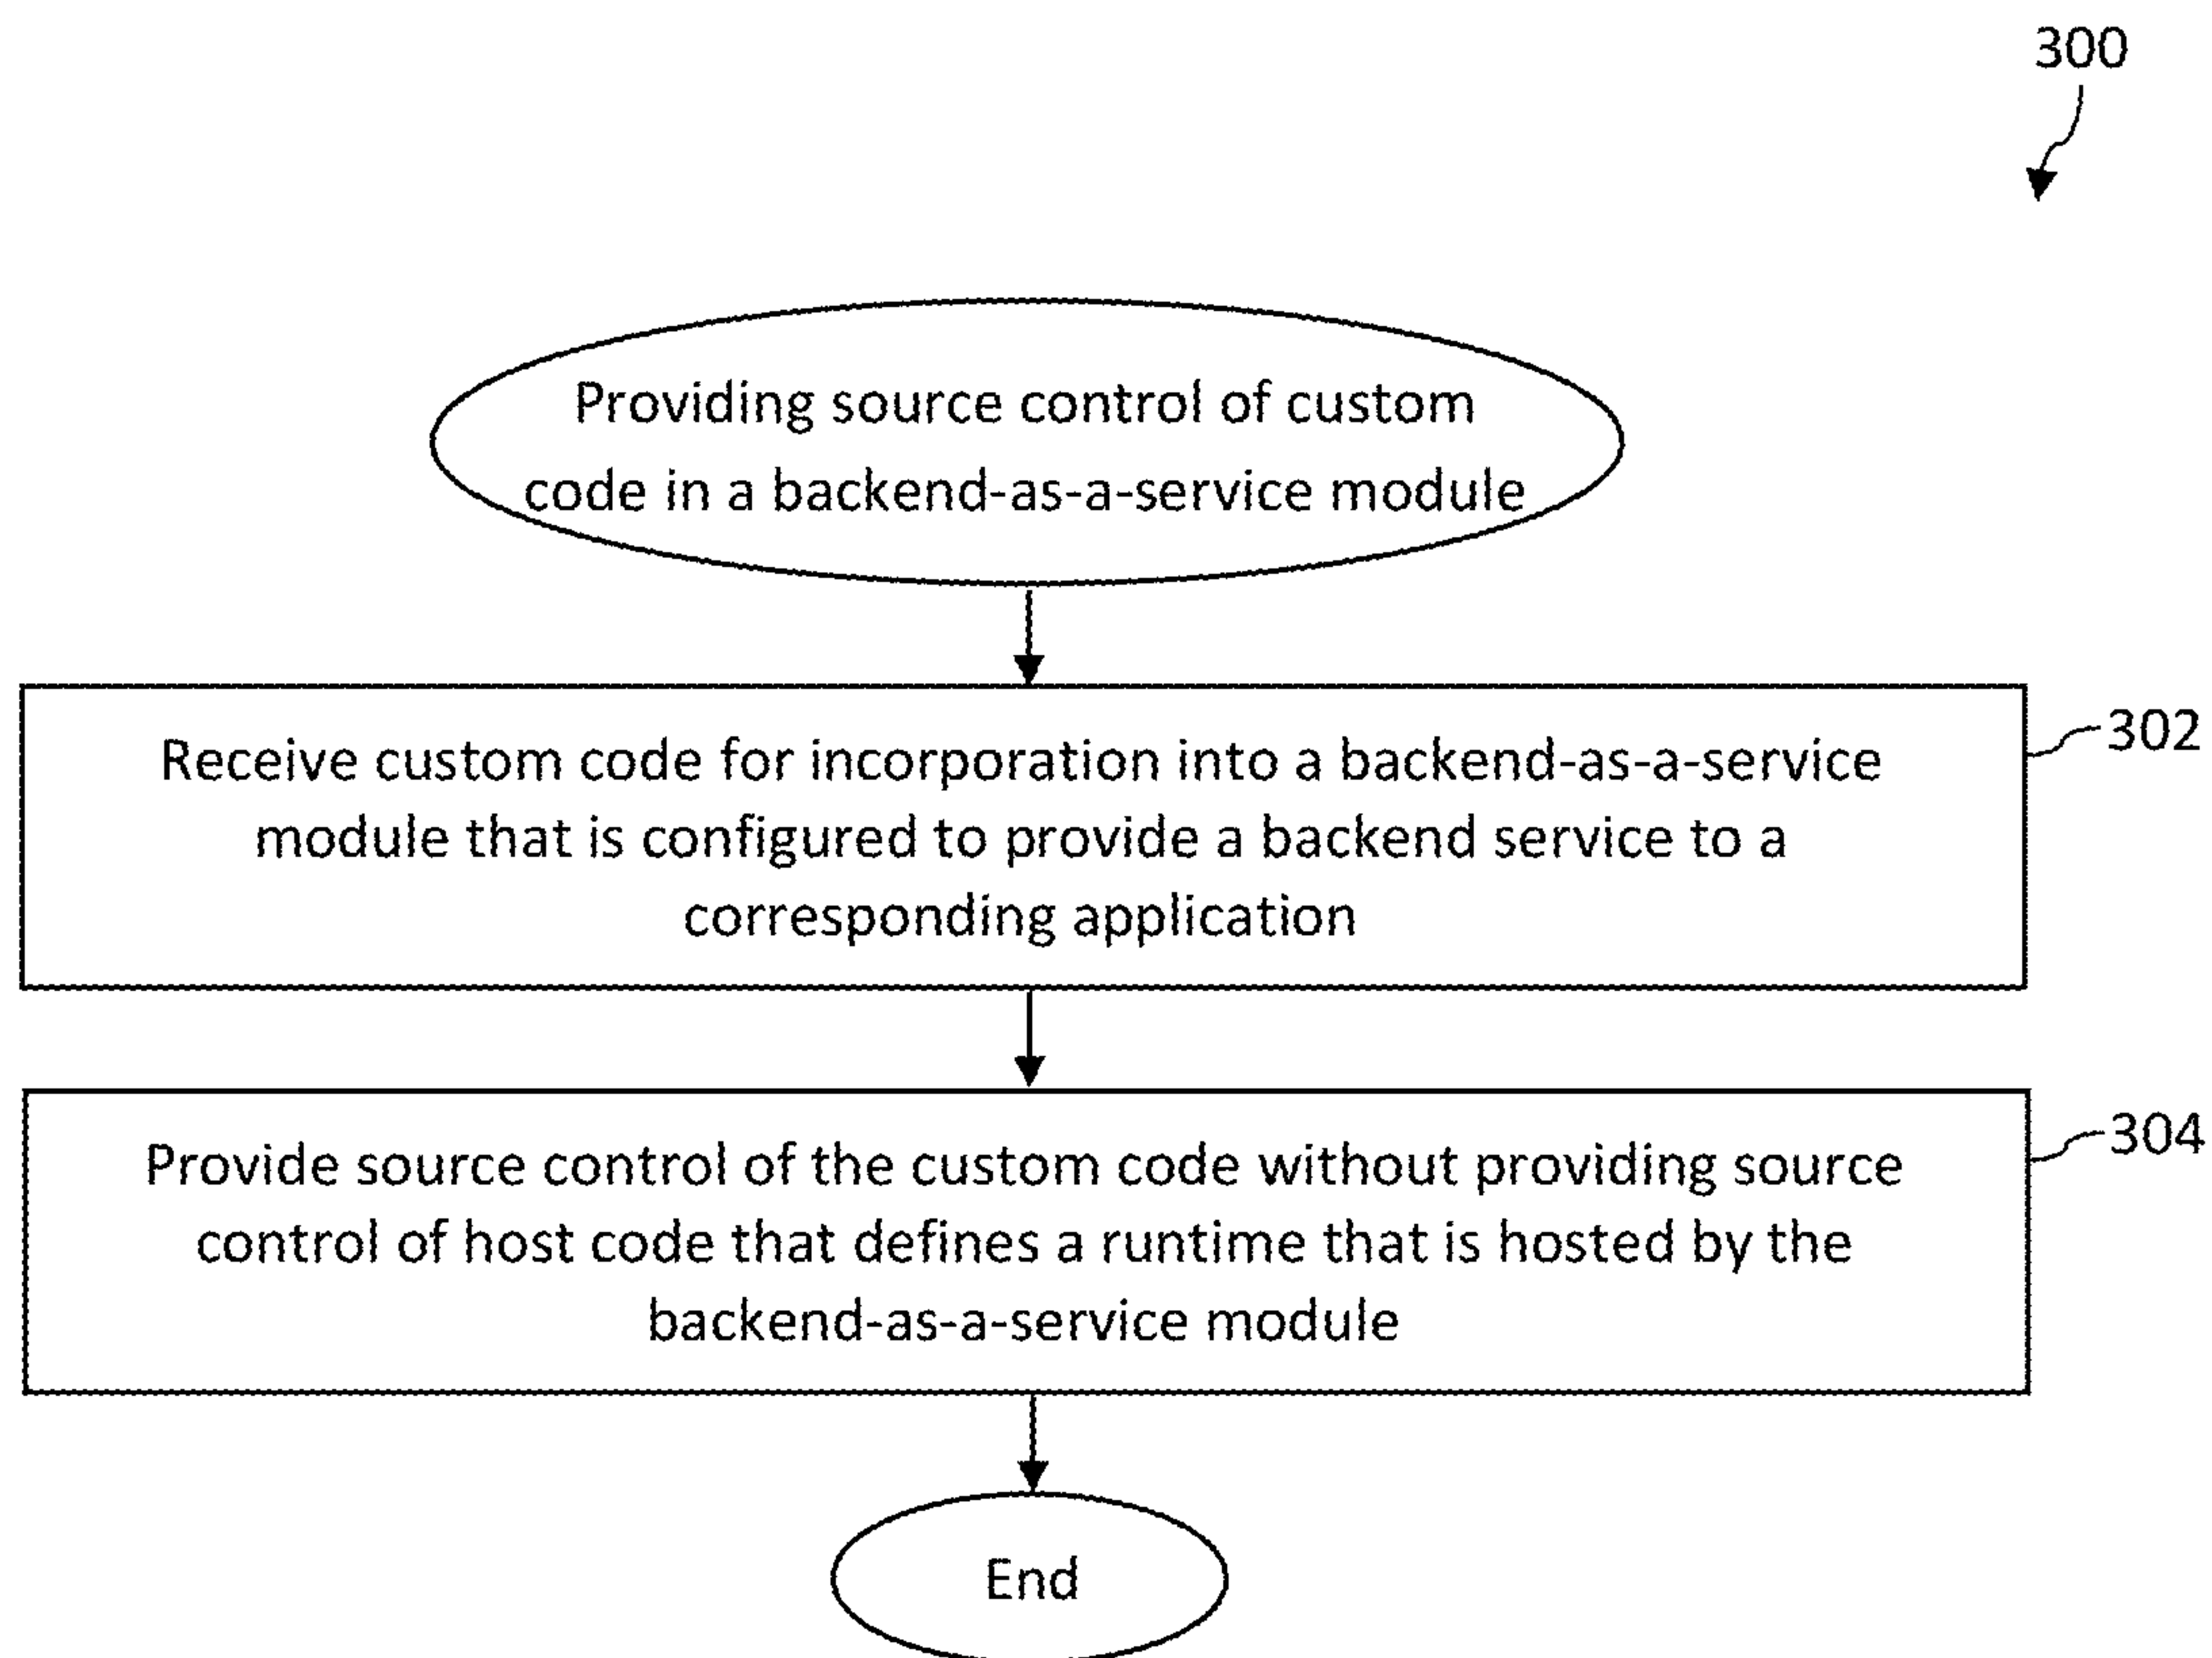 300
Providing source control of custom
code in a backend-as-a-service module
Receive custom code for incorporation into a backend-as-a-service
module that is configured to provide a backend service to a
corresponding application
302
Provide source control of the custom code without providing source
control of host code that defines a runtime that is hosted by the
backend-as-a-service module
304
End